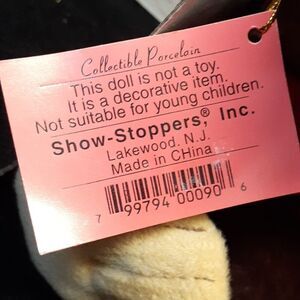 Collectible Porcelain
This doll is not a toy.
It is a decorative item.
Not suitable for young children.
Show-Stoppers®, Inc.
Lakewood, N.J.
Made in China
7 99794 00090 6